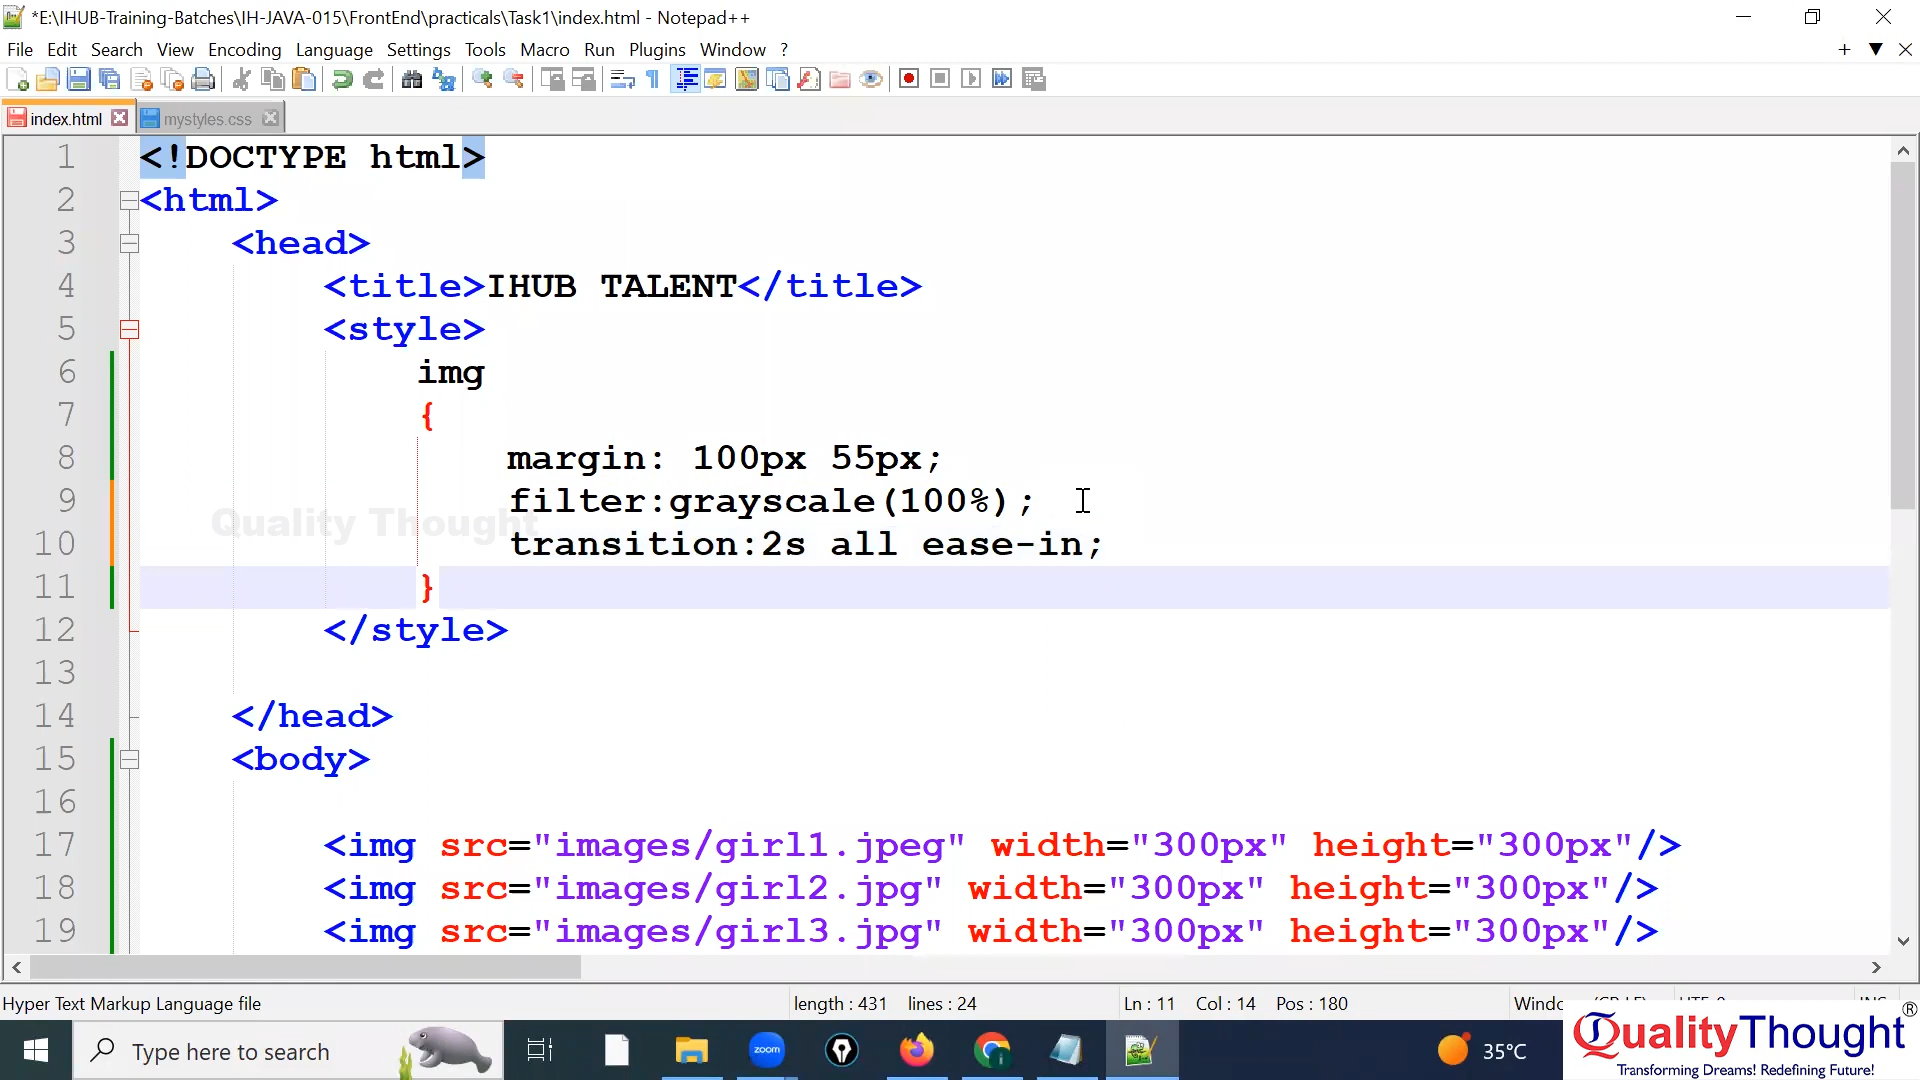 *E:\IHUB-Training-Batches\IH-JAVA-015\FrontEnd\practicals\Task1\index.html - Notepad++
File Edit Search View Encoding Language Settings Tools Macro Run Plugins Window ?
index.html mystyles.css
1 <!DOCTYPE html>
2 <html>
3 <head>
4 <title>IHUB TALENT</title>
5 <style>
6 img
7 {
8 margin: 100px 55px;
9 filter:grayscale(100%);
Quality Thought
10 transition:2s all ease-in;
11 }
12 </style>
13
14 </head>
15 <body>
16
17 <img src="images/girl1.jpeg" width="300px" height="300px"/>
18 <img src="images/girl2.jpg" width="300px" height="300px"/>
19 <img src="images/girl3.jpg" width="300px" height="300px"/>
Hyper Text Markup Language file length : 431 lines : 24 Ln : 11 Col : 14 Pos : 180
Type here to search zoom 35°C
QualityThought®
Transforming Dreams! Redefining Future!